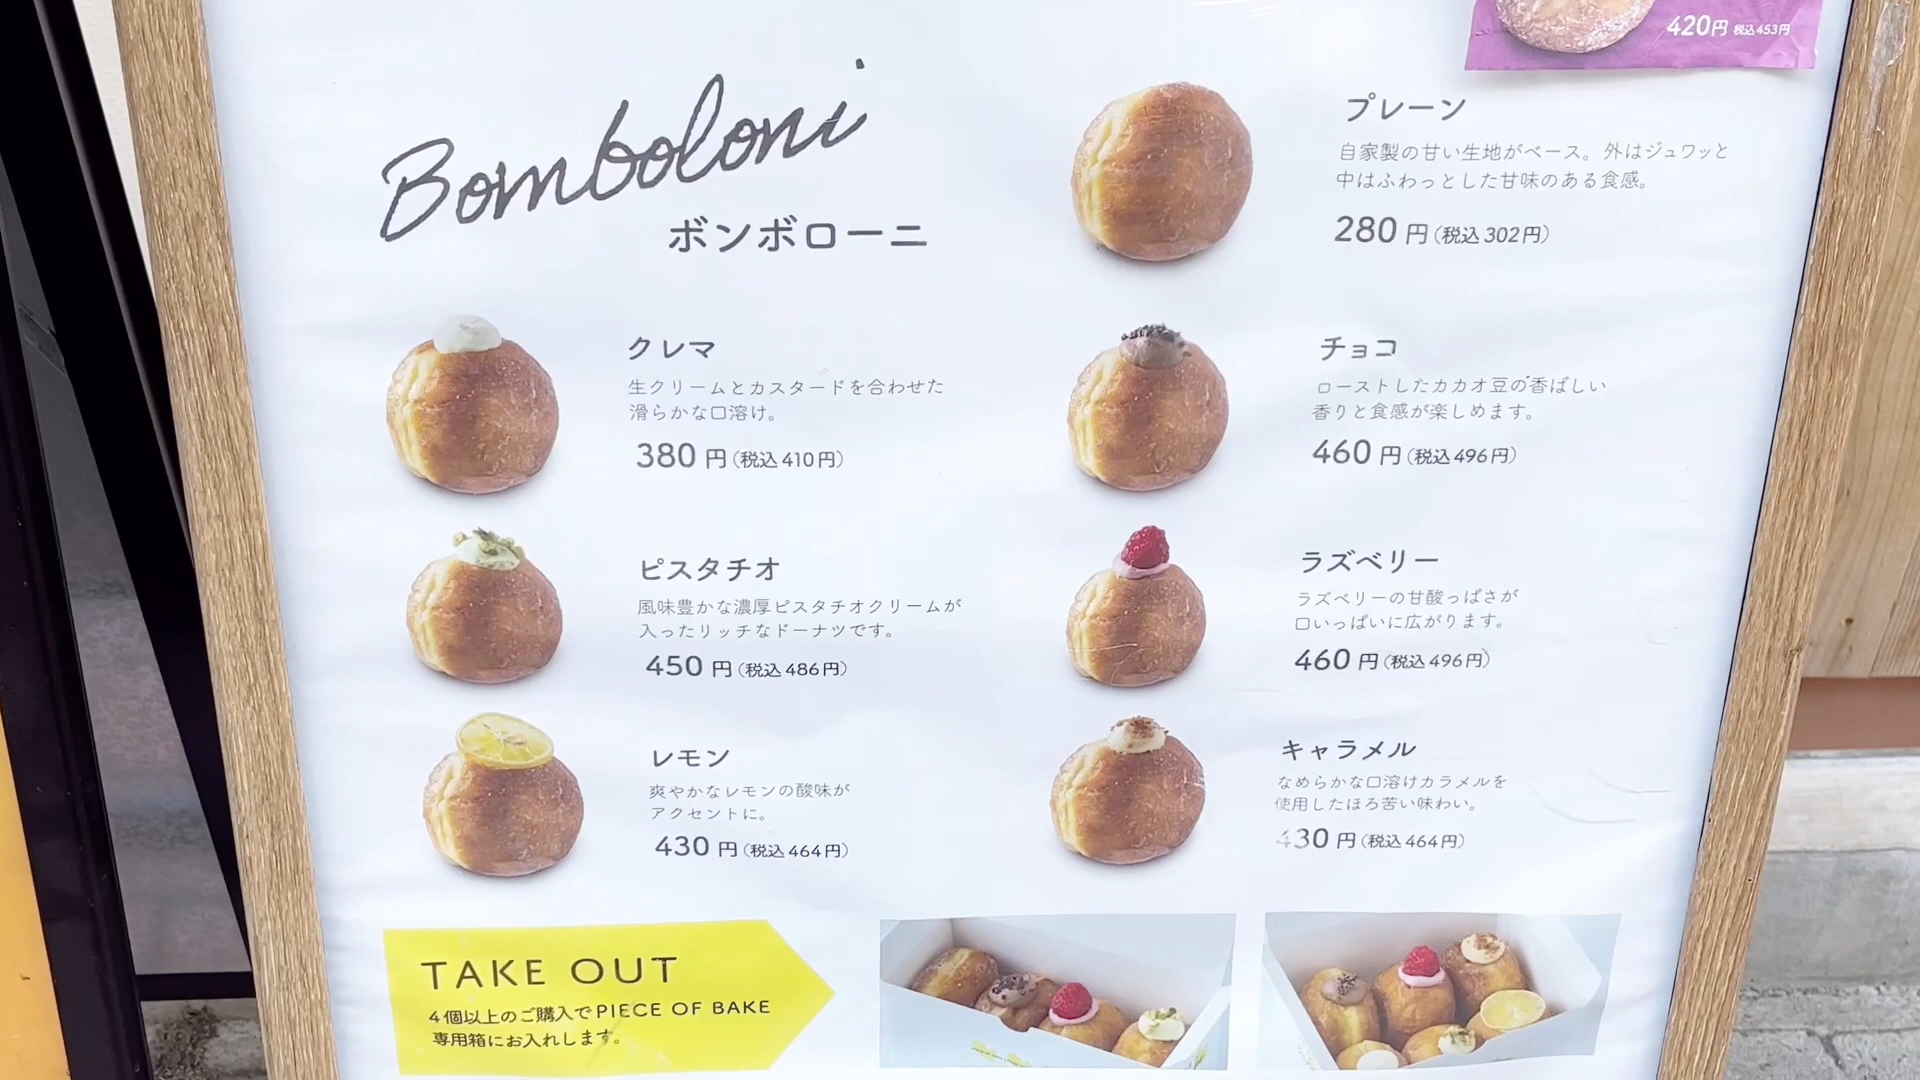 420円 税込453円
Bomboloni
ボンボローニ
プレーン
自家製の甘い生地がベース。外はジュワッと
中はふわっとした甘味のある食感。
280 円(税込302円)
クレマ
生クリームとカスタードを合わせた
滑らかな口溶け。
380 円(税込410円)
チョコ
ローストしたカカオ豆の香ばしい
香りと食感が楽しめます。
460 円(税込496円)
ピスタチオ
風味豊かな濃厚ピスタチオクリームが
入ったリッチなドーナツです。
450 円(税込486円)
ラズベリー
ラズベリーの甘酸っぱさが
口いっぱいに広がります。
460 円(税込496円)
レモン
爽やかなレモンの酸味が
アクセントに。
430 円(税込464円)
キャラメル
なめらかな口溶けカラメルを
使用したほろ苦い味わい。
430 円(税込464円)
TAKE OUT
4個以上のご購入でPIECE OF BAKE
専用箱にお入れします。